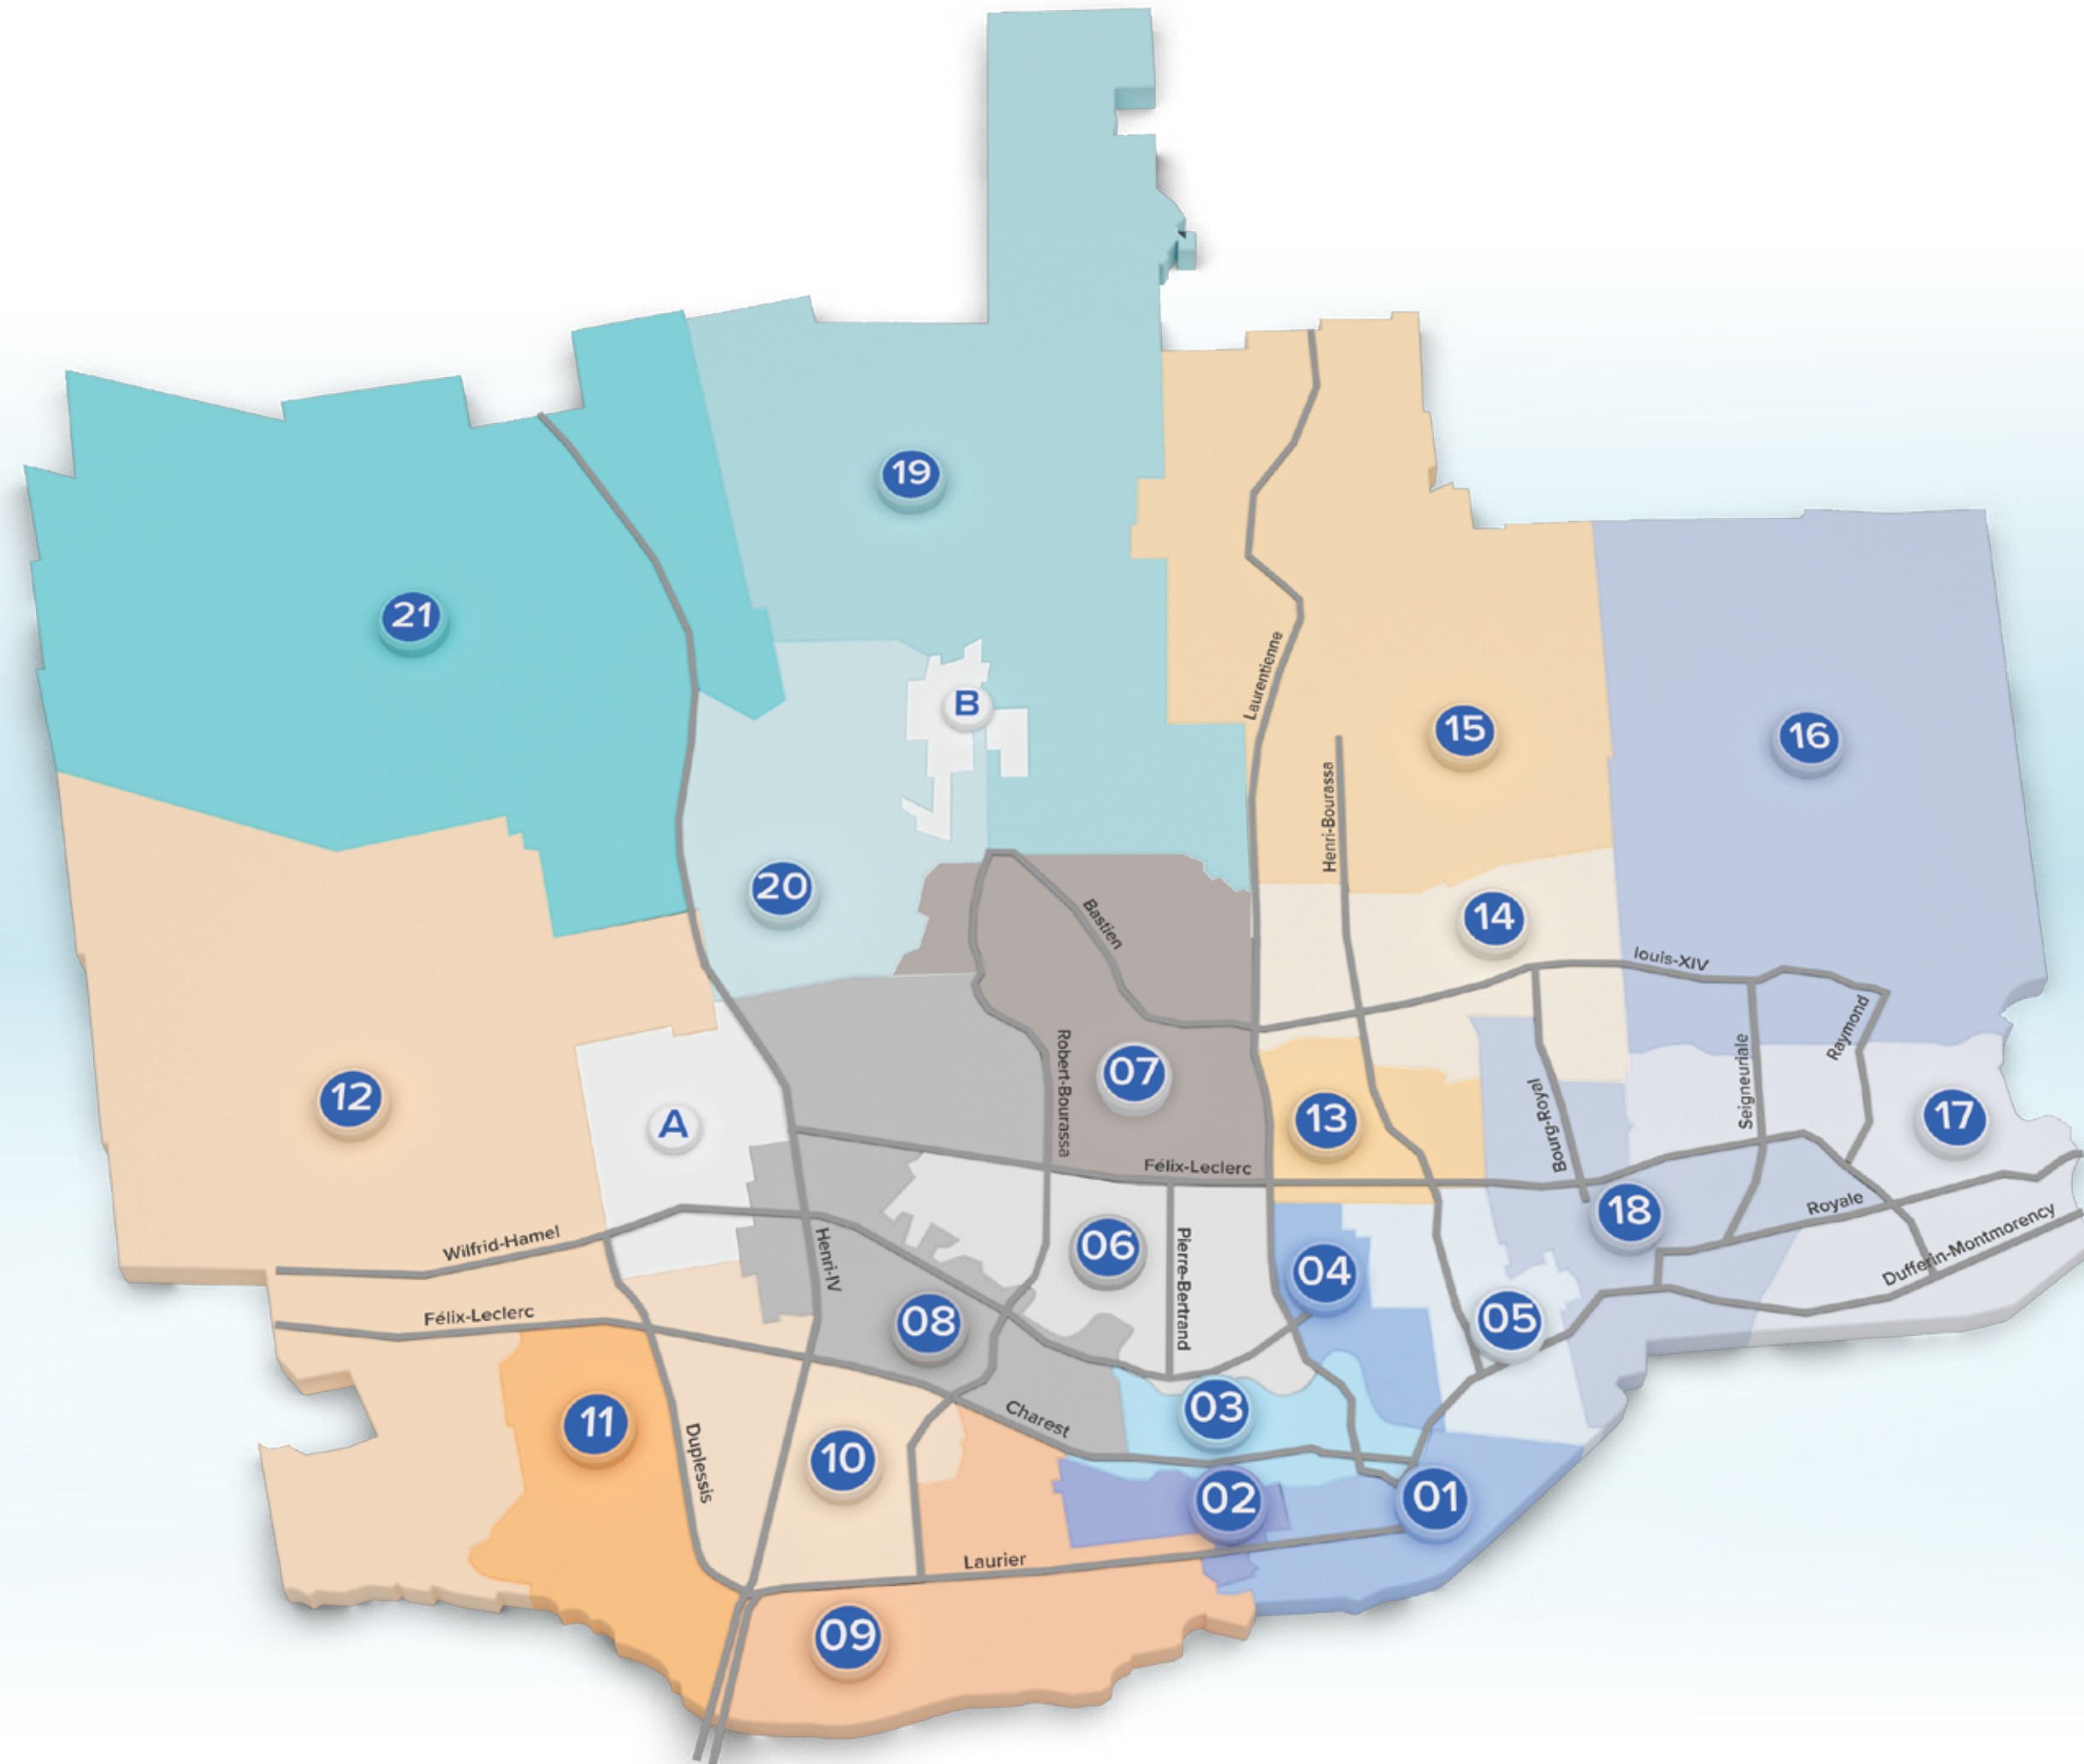 19
21
B
Laurentienne
15
16
Henri-Bourassa
20
14
Bastien
louis-XIV
Raymond
Robert-Bourassa
07
Seigneuriale
12
A
13
Bourg-Royal
17
Félix-Leclerc
18
Royale
Wilfrid-Hamel
Henri-IV
06
Pierre-Bertrand
04
Dufferin-Montmorency
Félix-Leclerc
08
05
11
Duplessis
Charest
03
10
02
01
Laurier
09